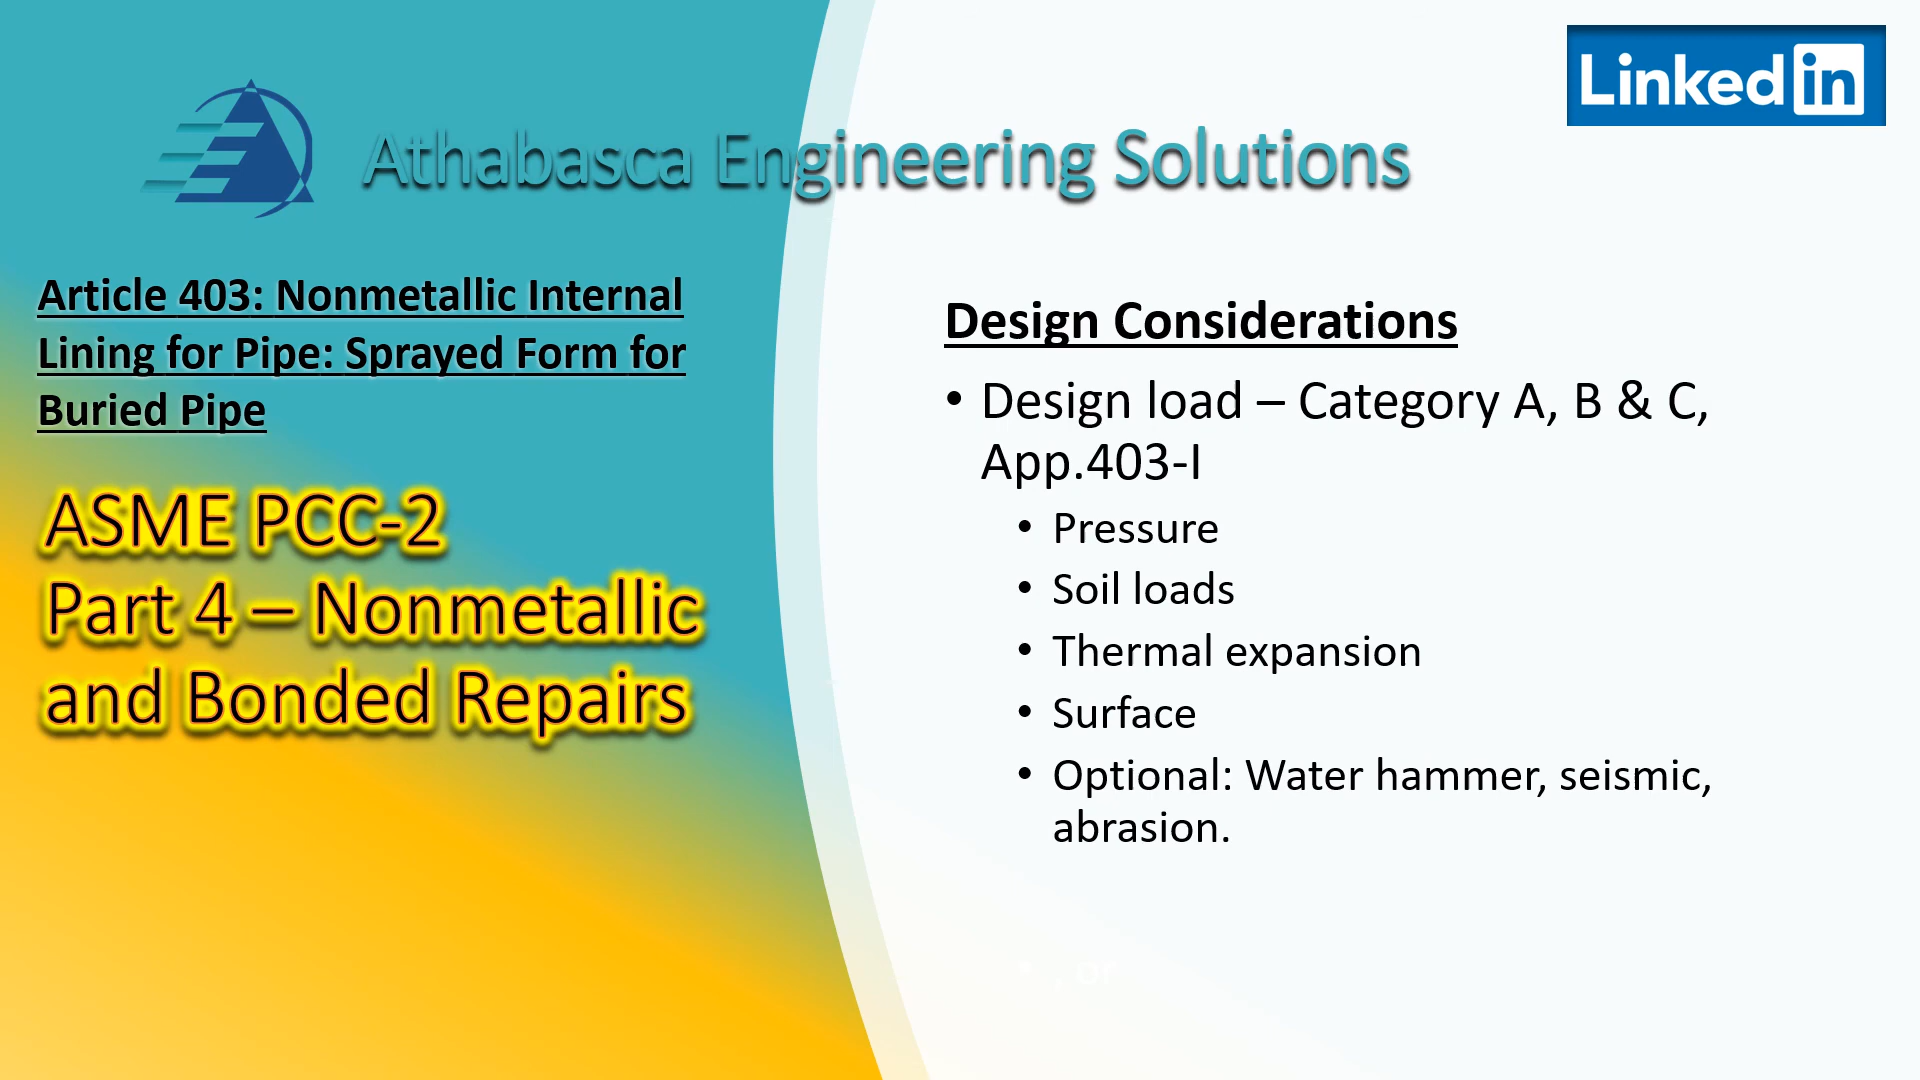 Linked in
Athabasca Engineering Solutions
Article 403: Nonmetallic Internal
Lining for Pipe: Sprayed Form for
Buried Pipe
ASME PCC-2
Part 4 – Nonmetallic
and Bonded Repairs
Design Considerations
• Design load – Category A, B & C,
App.403-I
• Pressure
• Soil loads
• Thermal expansion
• Surface
• Optional: Water hammer, seismic,
abrasion.
• , or